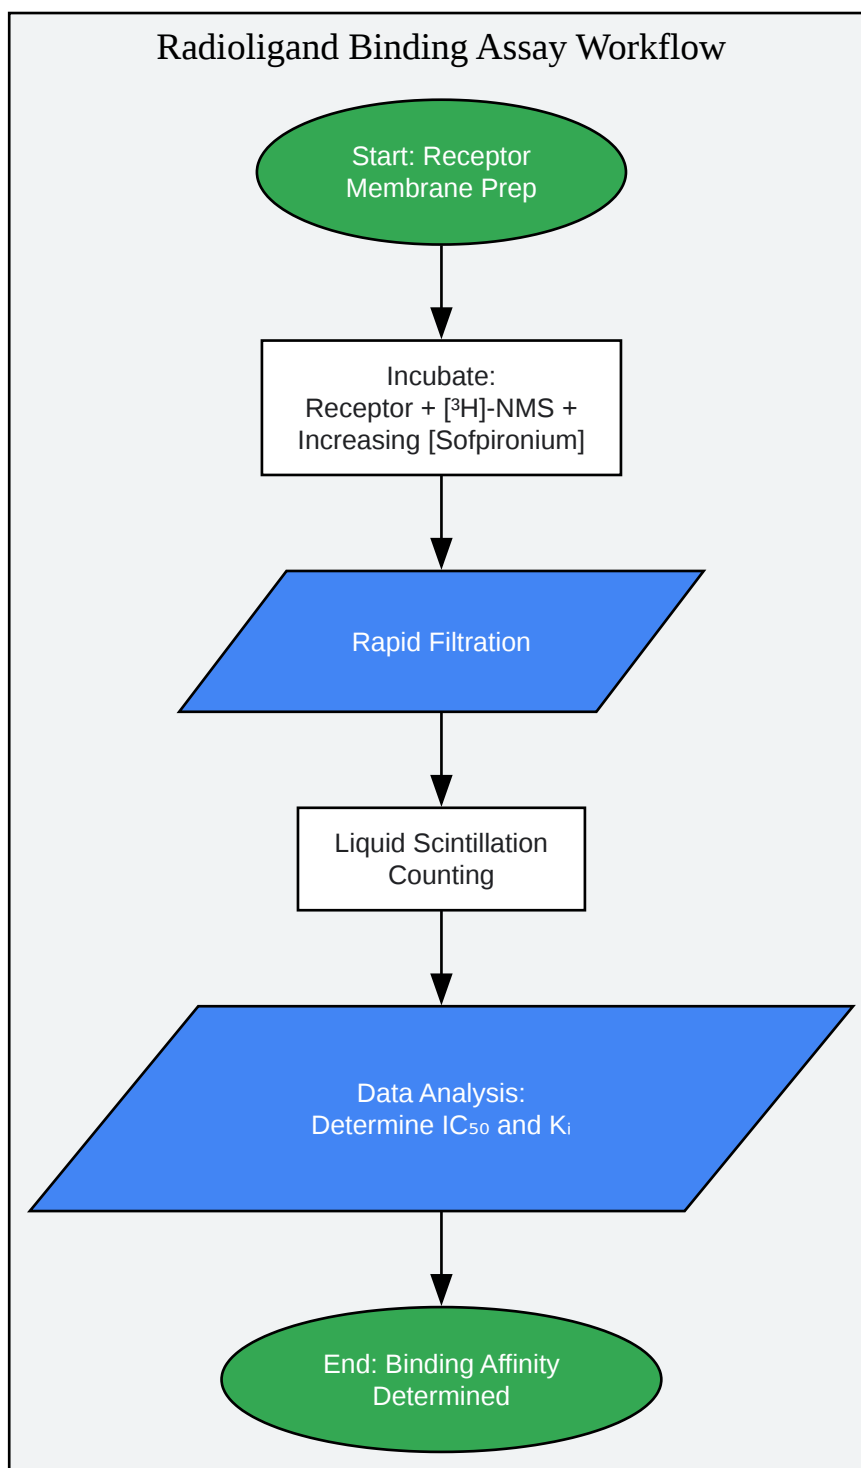 Radioligand Binding Assay Workflow
Start: Receptor
Membrane Prep
Incubate:
Receptor + [³H]-NMS +
Increasing [Sofpironium]
Rapid Filtration
Liquid Scintillation
Counting
Data Analysis:
Determine IC₅₀ and Kᵢ
End: Binding Affinity
Determined